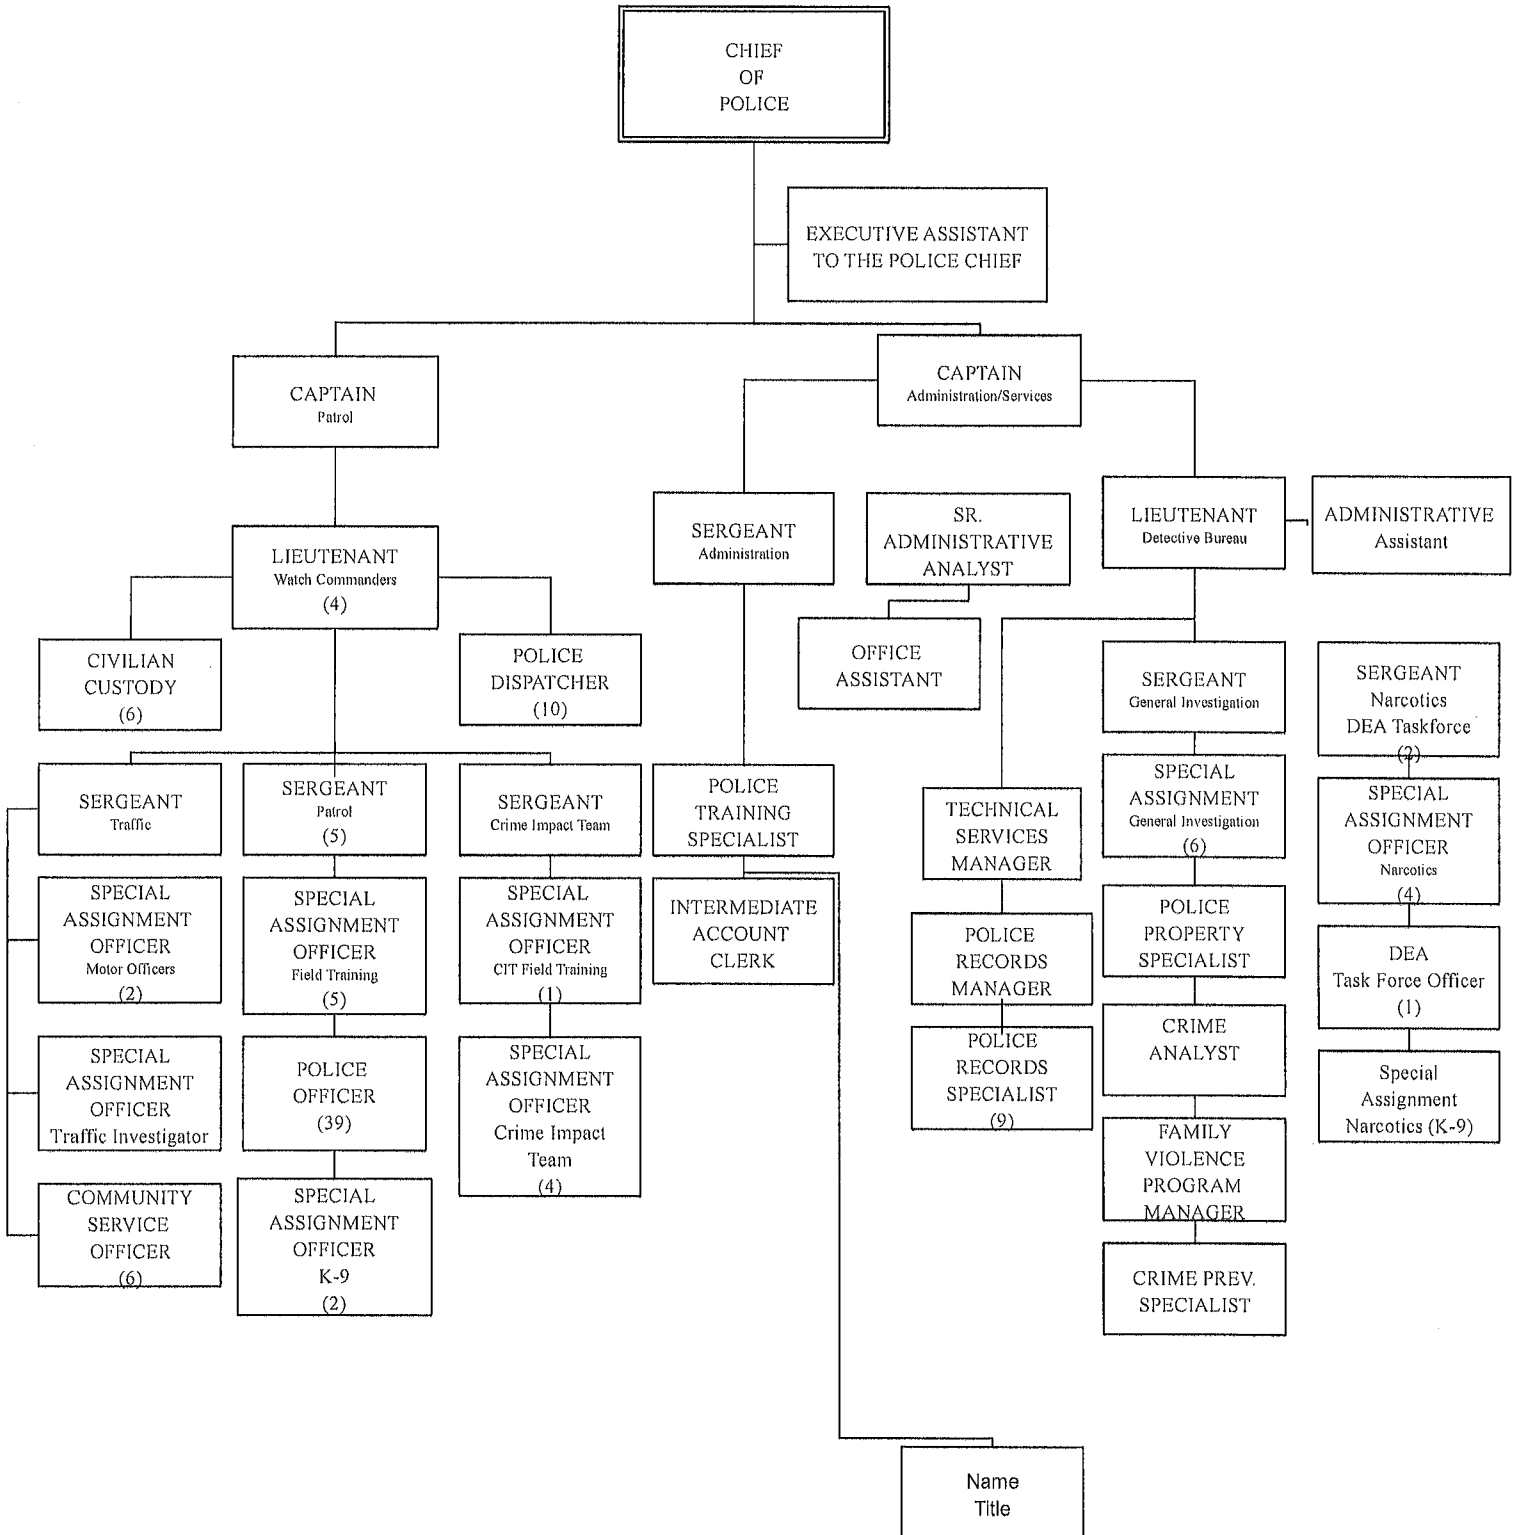 CHIEF
OF
POLICE
EXECUTIVE ASSISTANT
TO THE POLICE CHIEF
CAPTAIN
Patrol
CAPTAIN
Administration/Services
LIEUTENANT
Watch Commanders
(4)
SERGEANT
Administration
SR.
ADMINISTRATIVE
ANALYST
LIEUTENANT
Detective Bureau
ADMINISTRATIVE
Assistant
CIVILIAN
CUSTODY
(6)
POLICE
DISPATCHER
(10)
OFFICE
ASSISTANT
SERGEANT
General Investigation
SERGEANT
Narcotics
DEA Taskforce
(2)
SERGEANT
Traffic
SERGEANT
Patrol
(5)
SERGEANT
Crime Impact Team
POLICE
TRAINING
SPECIALIST
TECHNICAL
SERVICES
MANAGER
SPECIAL
ASSIGNMENT
General Investigation
(6)
SPECIAL
ASSIGNMENT
OFFICER
Narcotics
(4)
SPECIAL
ASSIGNMENT
OFFICER
Motor Officers
(2)
SPECIAL
ASSIGNMENT
OFFICER
Field Training
(5)
SPECIAL
ASSIGNMENT
OFFICER
CIT Field Training
(1)
INTERMEDIATE
ACCOUNT
CLERK
POLICE
RECORDS
MANAGER
POLICE
PROPERTY
SPECIALIST
DEA
Task Force Officer
(1)
SPECIAL
ASSIGNMENT
OFFICER
Traffic Investigator
POLICE
OFFICER
(39)
SPECIAL
ASSIGNMENT
OFFICER
Crime Impact
Team
(4)
POLICE
RECORDS
SPECIALIST
(9)
CRIME
ANALYST
Special
Assignment
Narcotics (K-9)
COMMUNITY
SERVICE
OFFICER
(6)
SPECIAL
ASSIGNMENT
OFFICER
K-9
(2)
FAMILY
VIOLENCE
PROGRAM
MANAGER
CRIME PREV.
SPECIALIST
Name
Title